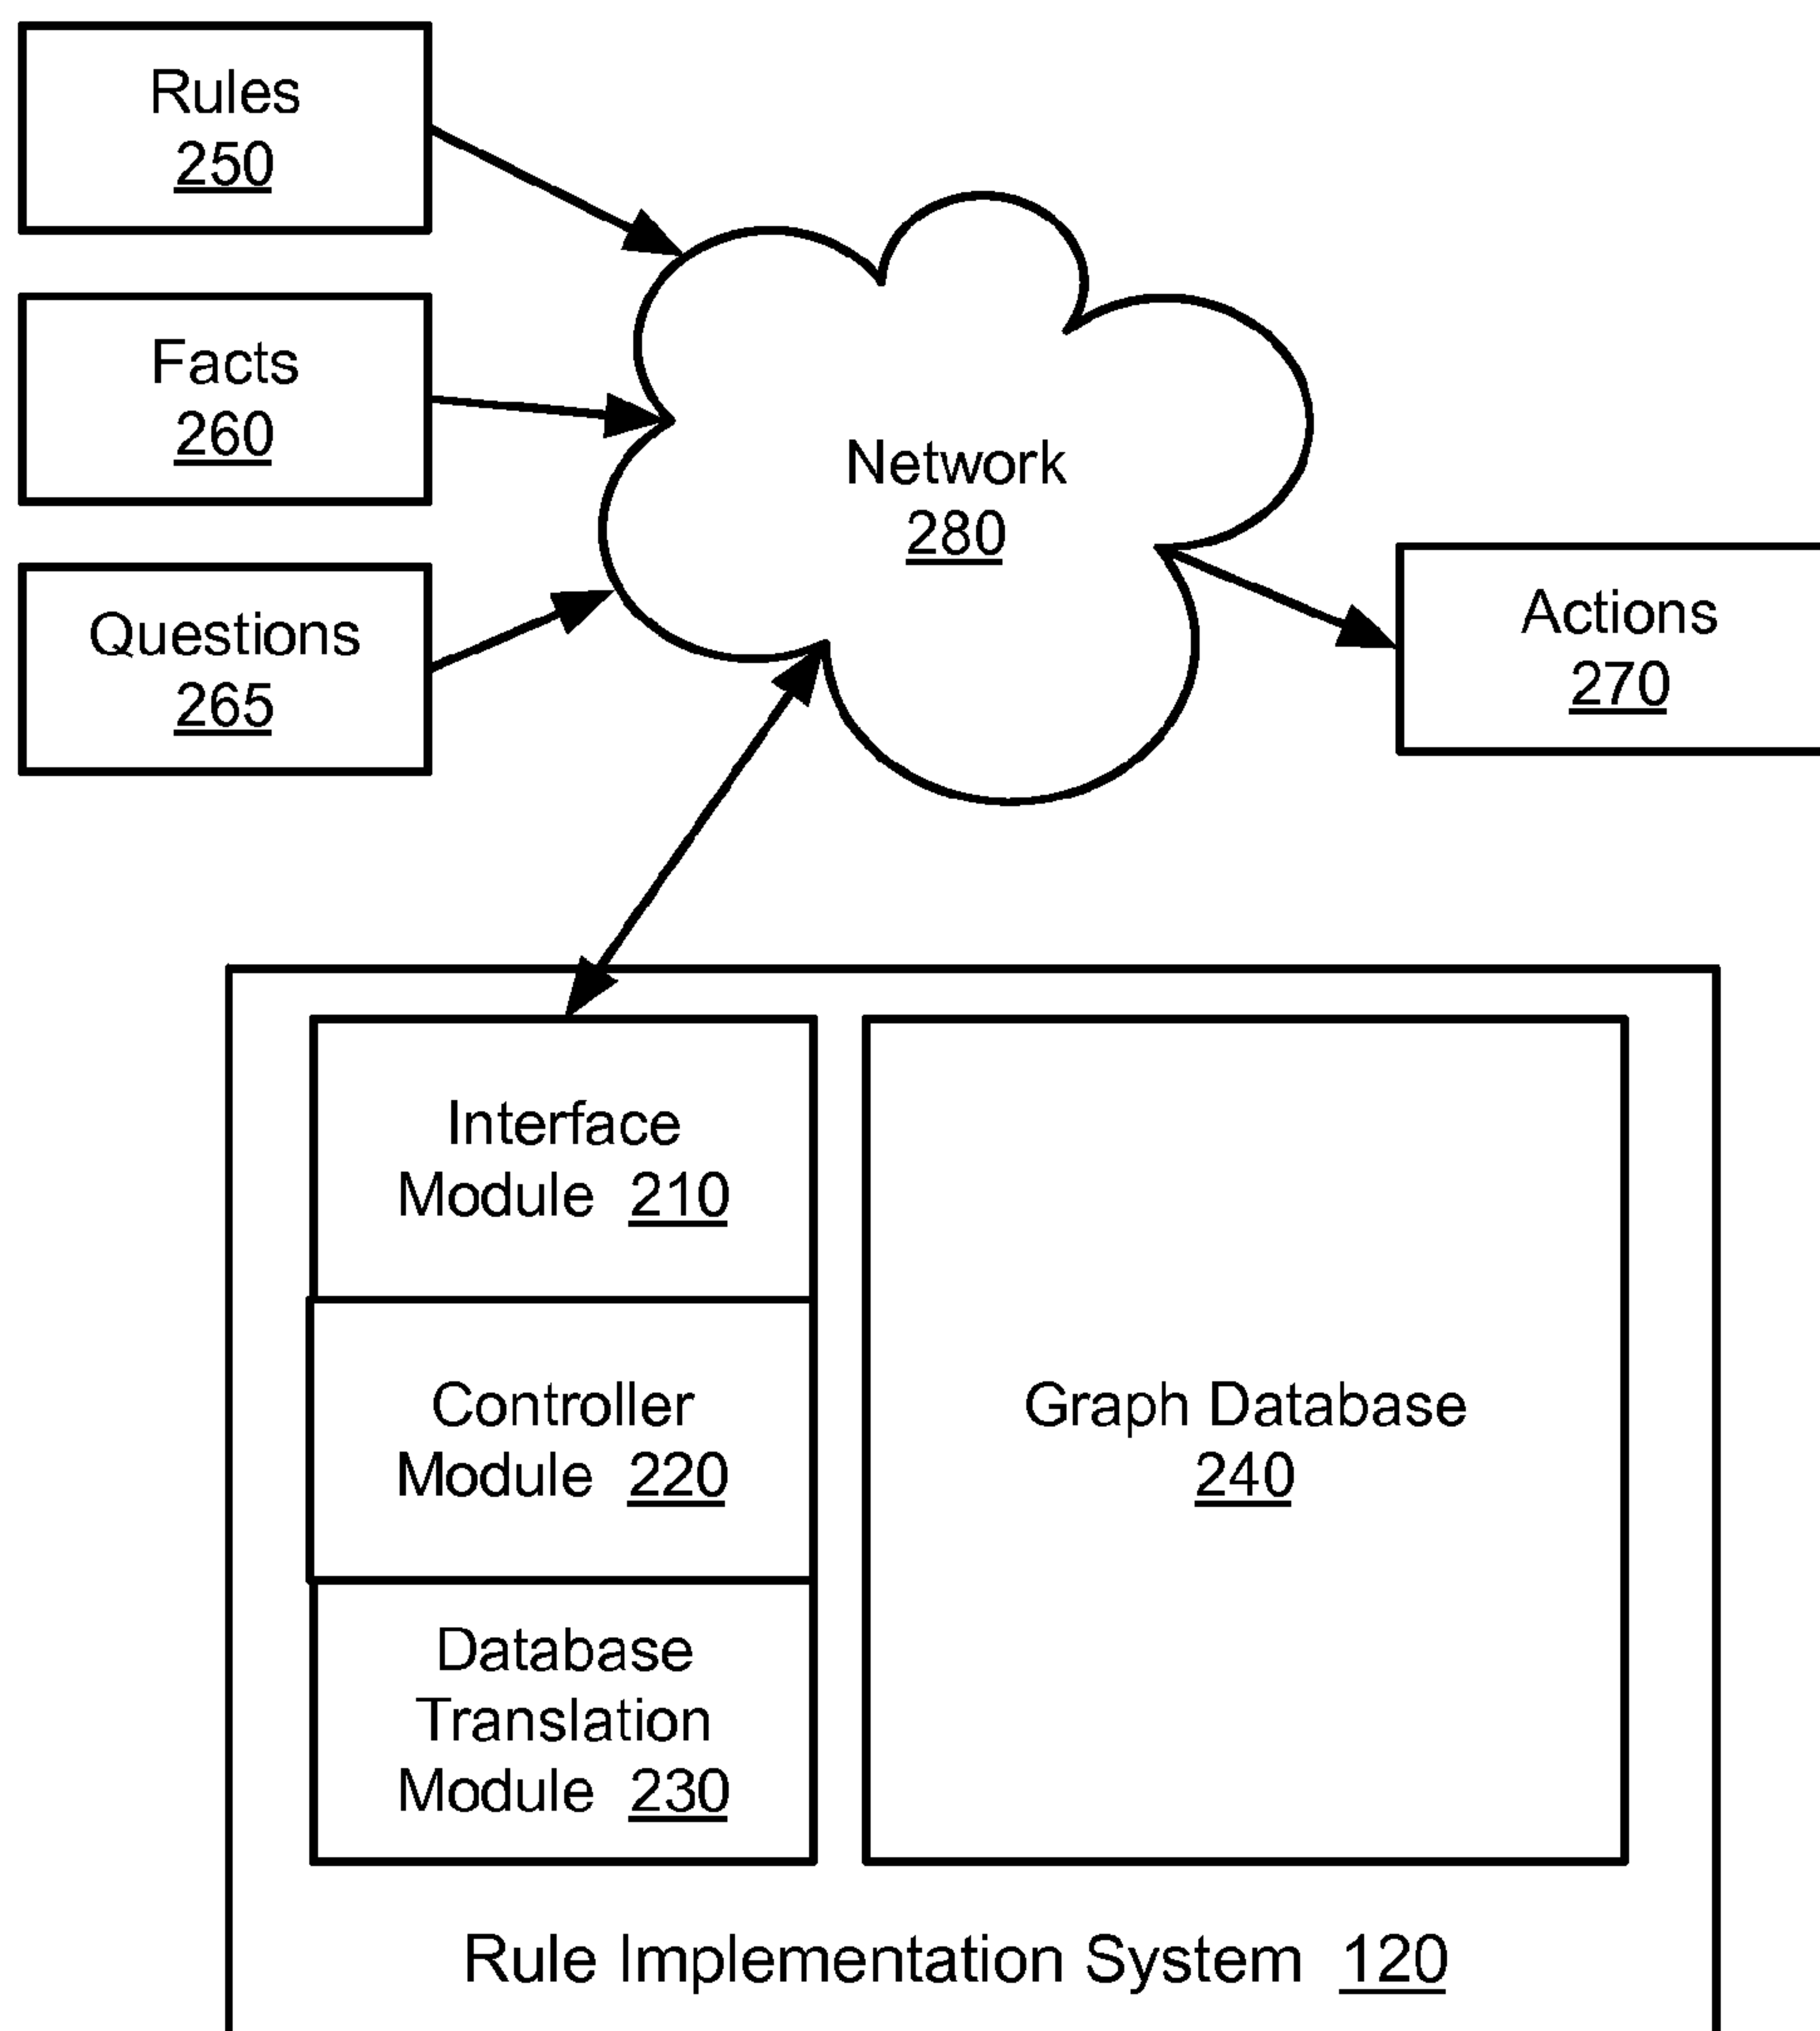 Rules
250
Facts
260
Questions
265
Network
280
Actions
270
Interface
Module 210
Controller
Module 220
Database
Translation
Module 230
Graph Database
240
Rule Implementation System 120